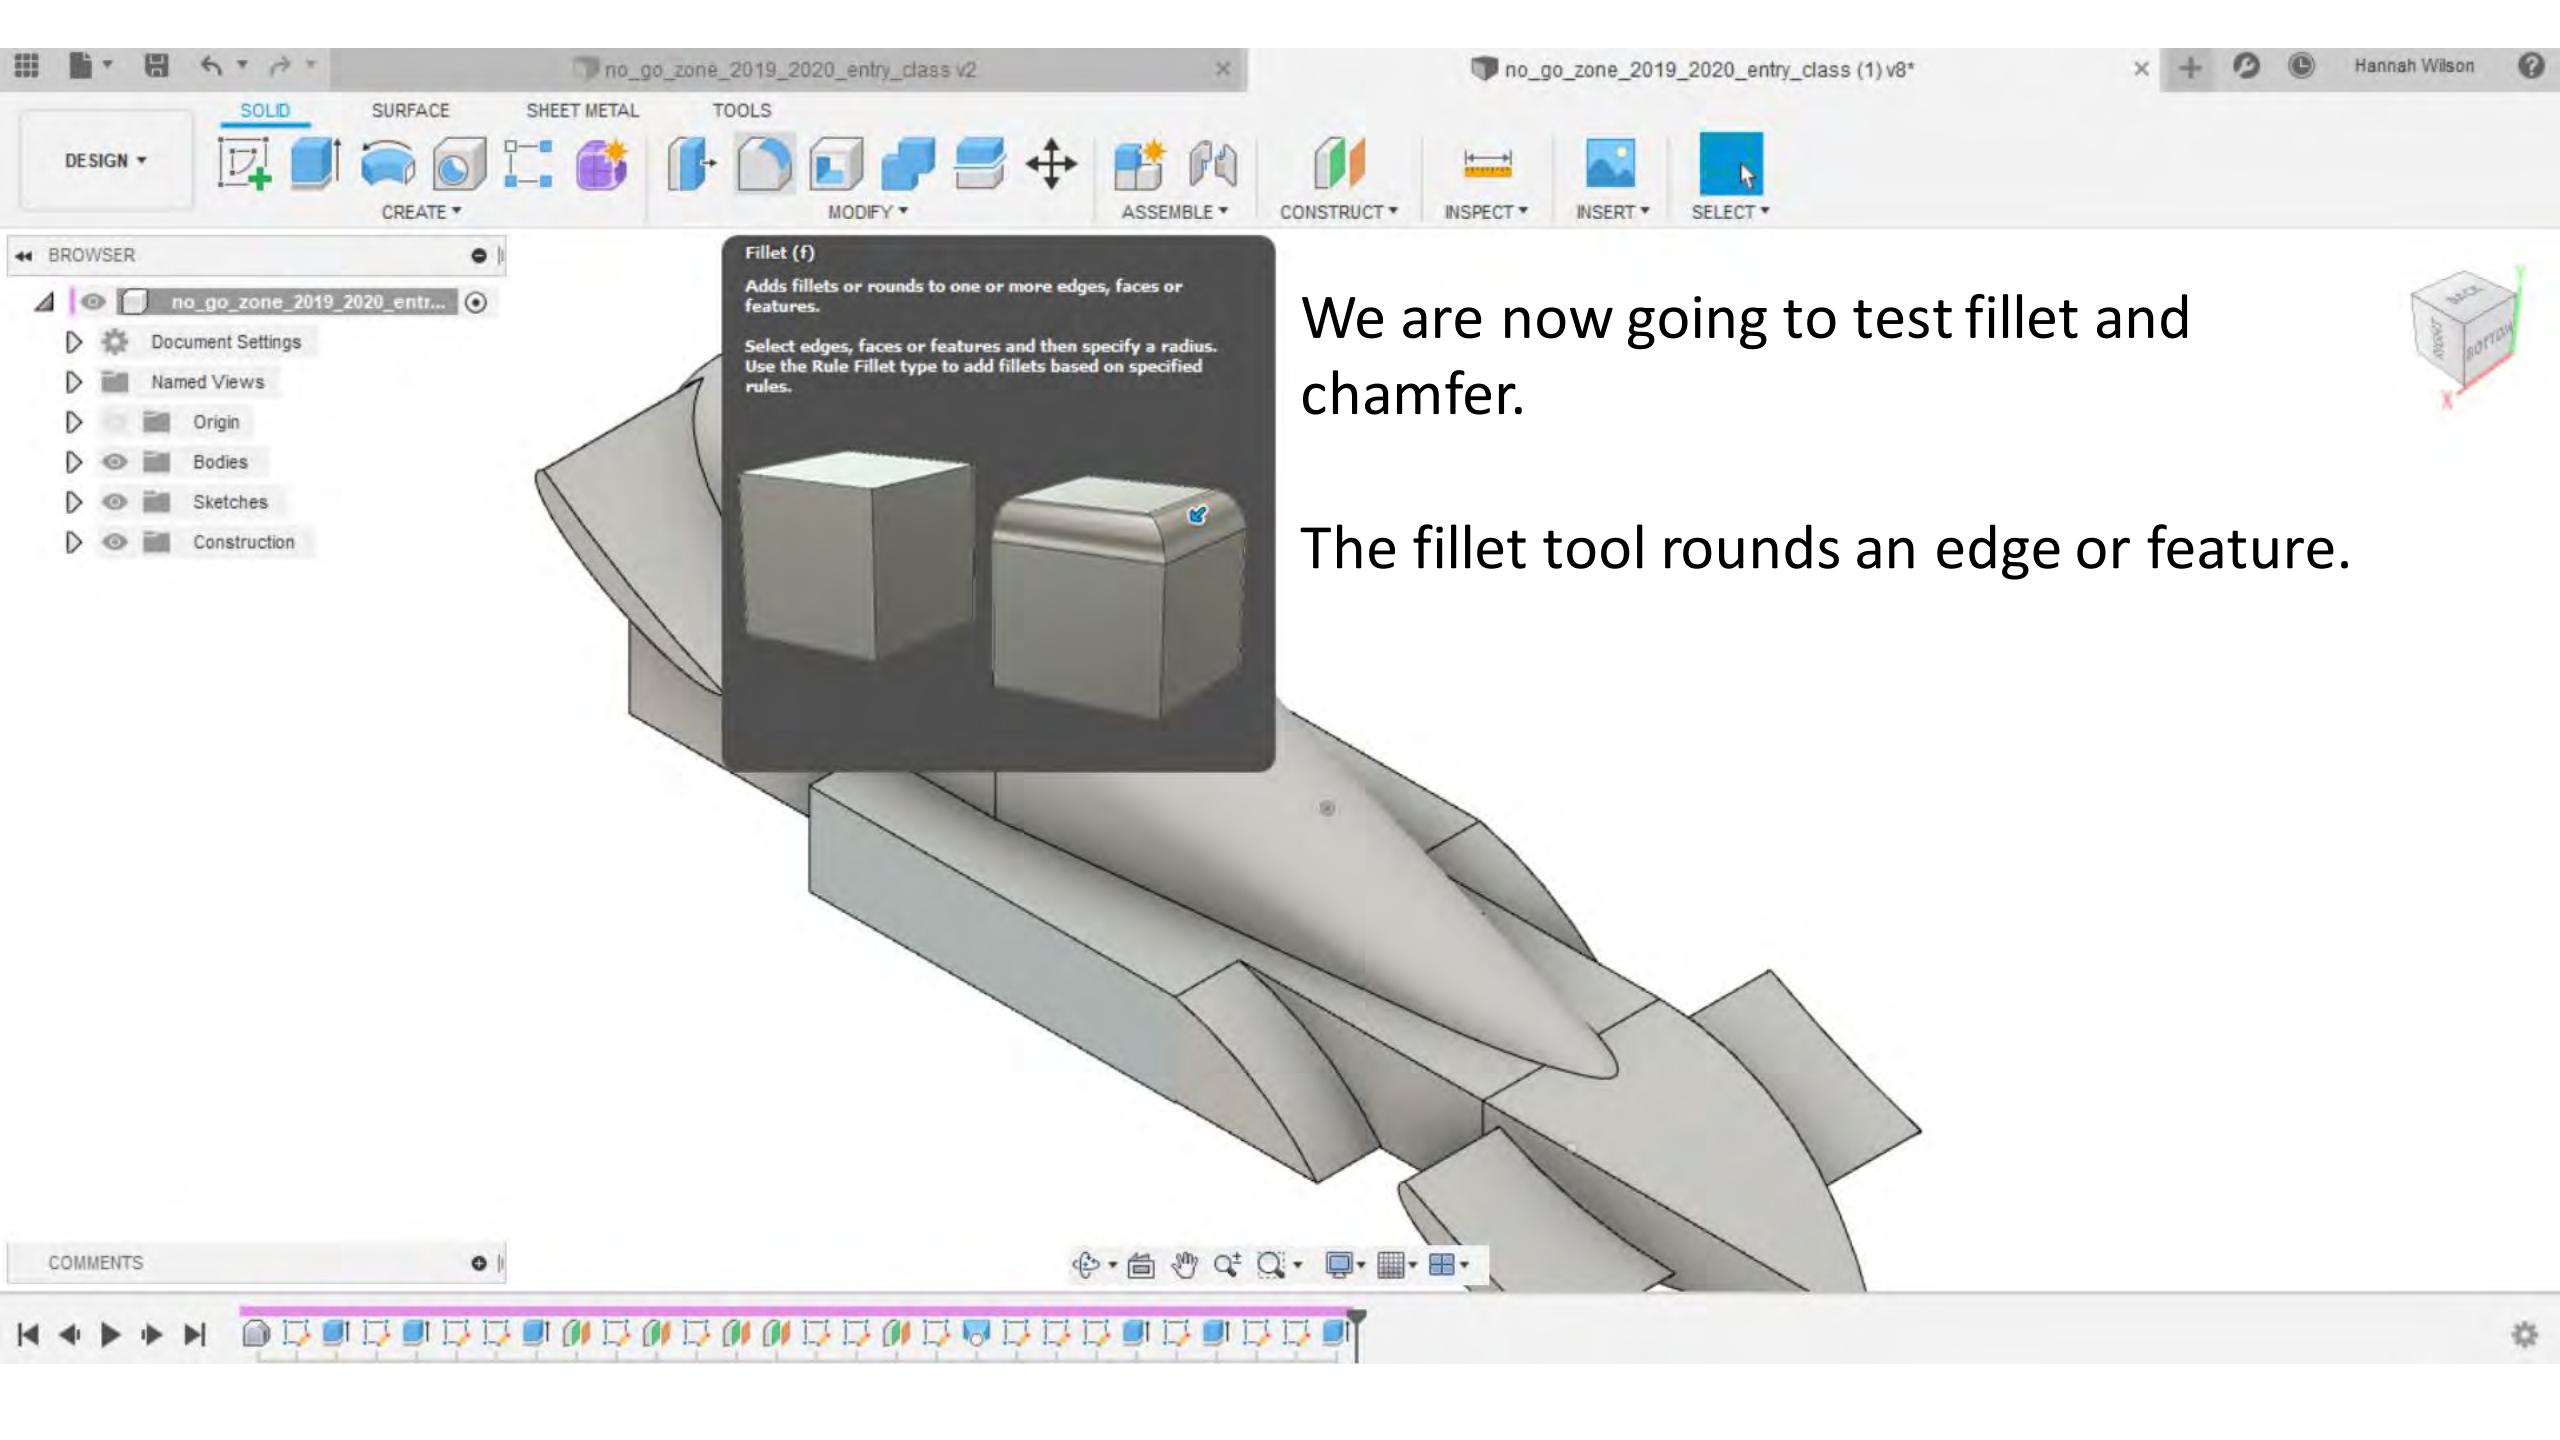 no_go_zone_2019_2020_entry_class v2
no_go_zone_2019_2020_entry_class (1) v8*
Hannah Wilson
SOLID SURFACE SHEET METAL TOOLS
DESIGN
CREATE MODIFY ASSEMBLE CONSTRUCT INSPECT INSERT SELECT
BROWSER
no_go_zone_2019_2020_entr...
Document Settings
Named Views
Origin
Bodies
Sketches
Construction
Fillet (f)
Adds fillets or rounds to one or more edges, faces or
features.
Select edges, faces or features and then specify a radius.
Use the Rule Fillet type to add fillets based on specified
rules.
We are now going to test fillet and
chamfer.
The fillet tool rounds an edge or feature.
BACK
RIGHT
BOTTOM
Y
X
COMMENTS